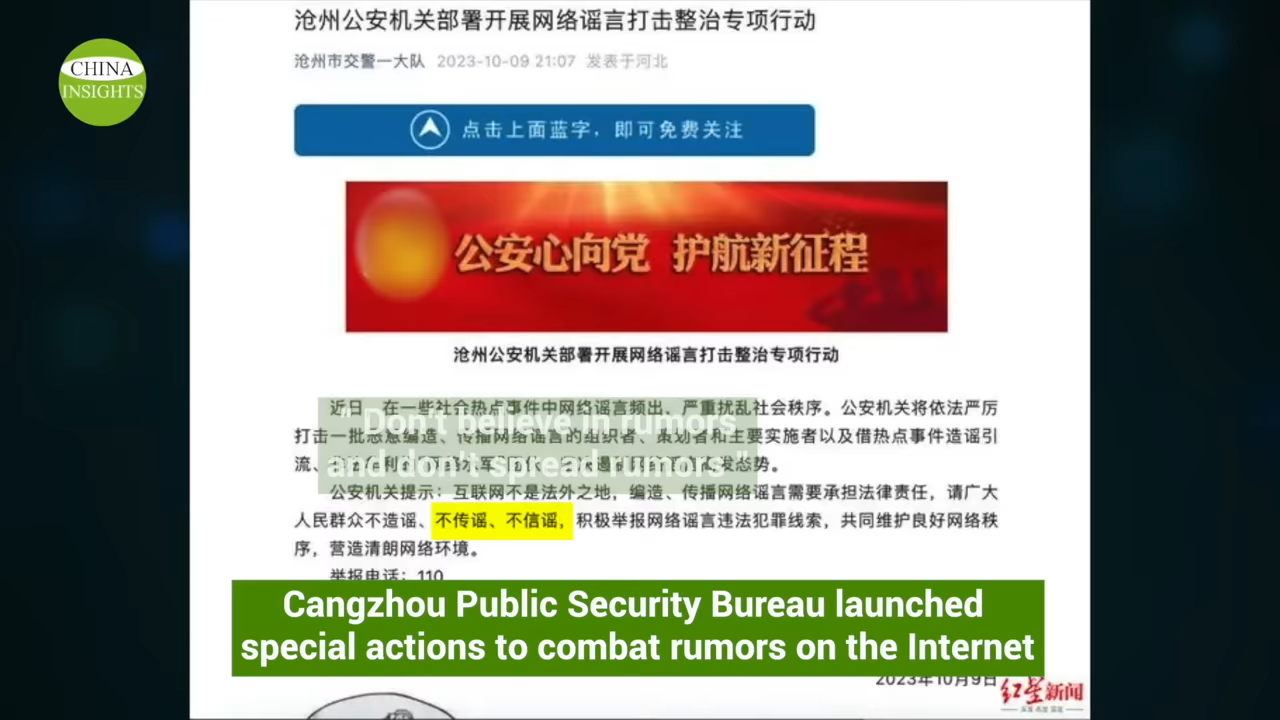 沧州公安机关部署开展网络谣言打击整治专项行动
沧州市交警一大队 2023-10-09 21:07 发表于河北
CHINA
INSIGHTS
点击上面蓝字，即可免费关注
公安心向党 护航新征程
沧州公安机关部署开展网络谣言打击整治专项行动
近日，在一些社会热点事件中网络谣言频出、严重扰乱社会秩序。公安机关将依法严厉
打击一批恶意编造、传播网络谣言的组织者、策划者和主要实施者以及借热点事件造谣引
流、
态势。
"Don't believe in rumors
and don't spread rumors"
公安机关提示：互联网不是法外之地，编造、传播网络谣言需要承担法律责任，请广大
人民群众不造谣、不传谣、不信谣，积极举报网络谣言违法犯罪线索，共同维护良好网络秩
序，营造清朗网络环境。
举报电话：110
Cangzhou Public Security Bureau launched
special actions to combat rumors on the Internet
2023年10月9日
红星新闻